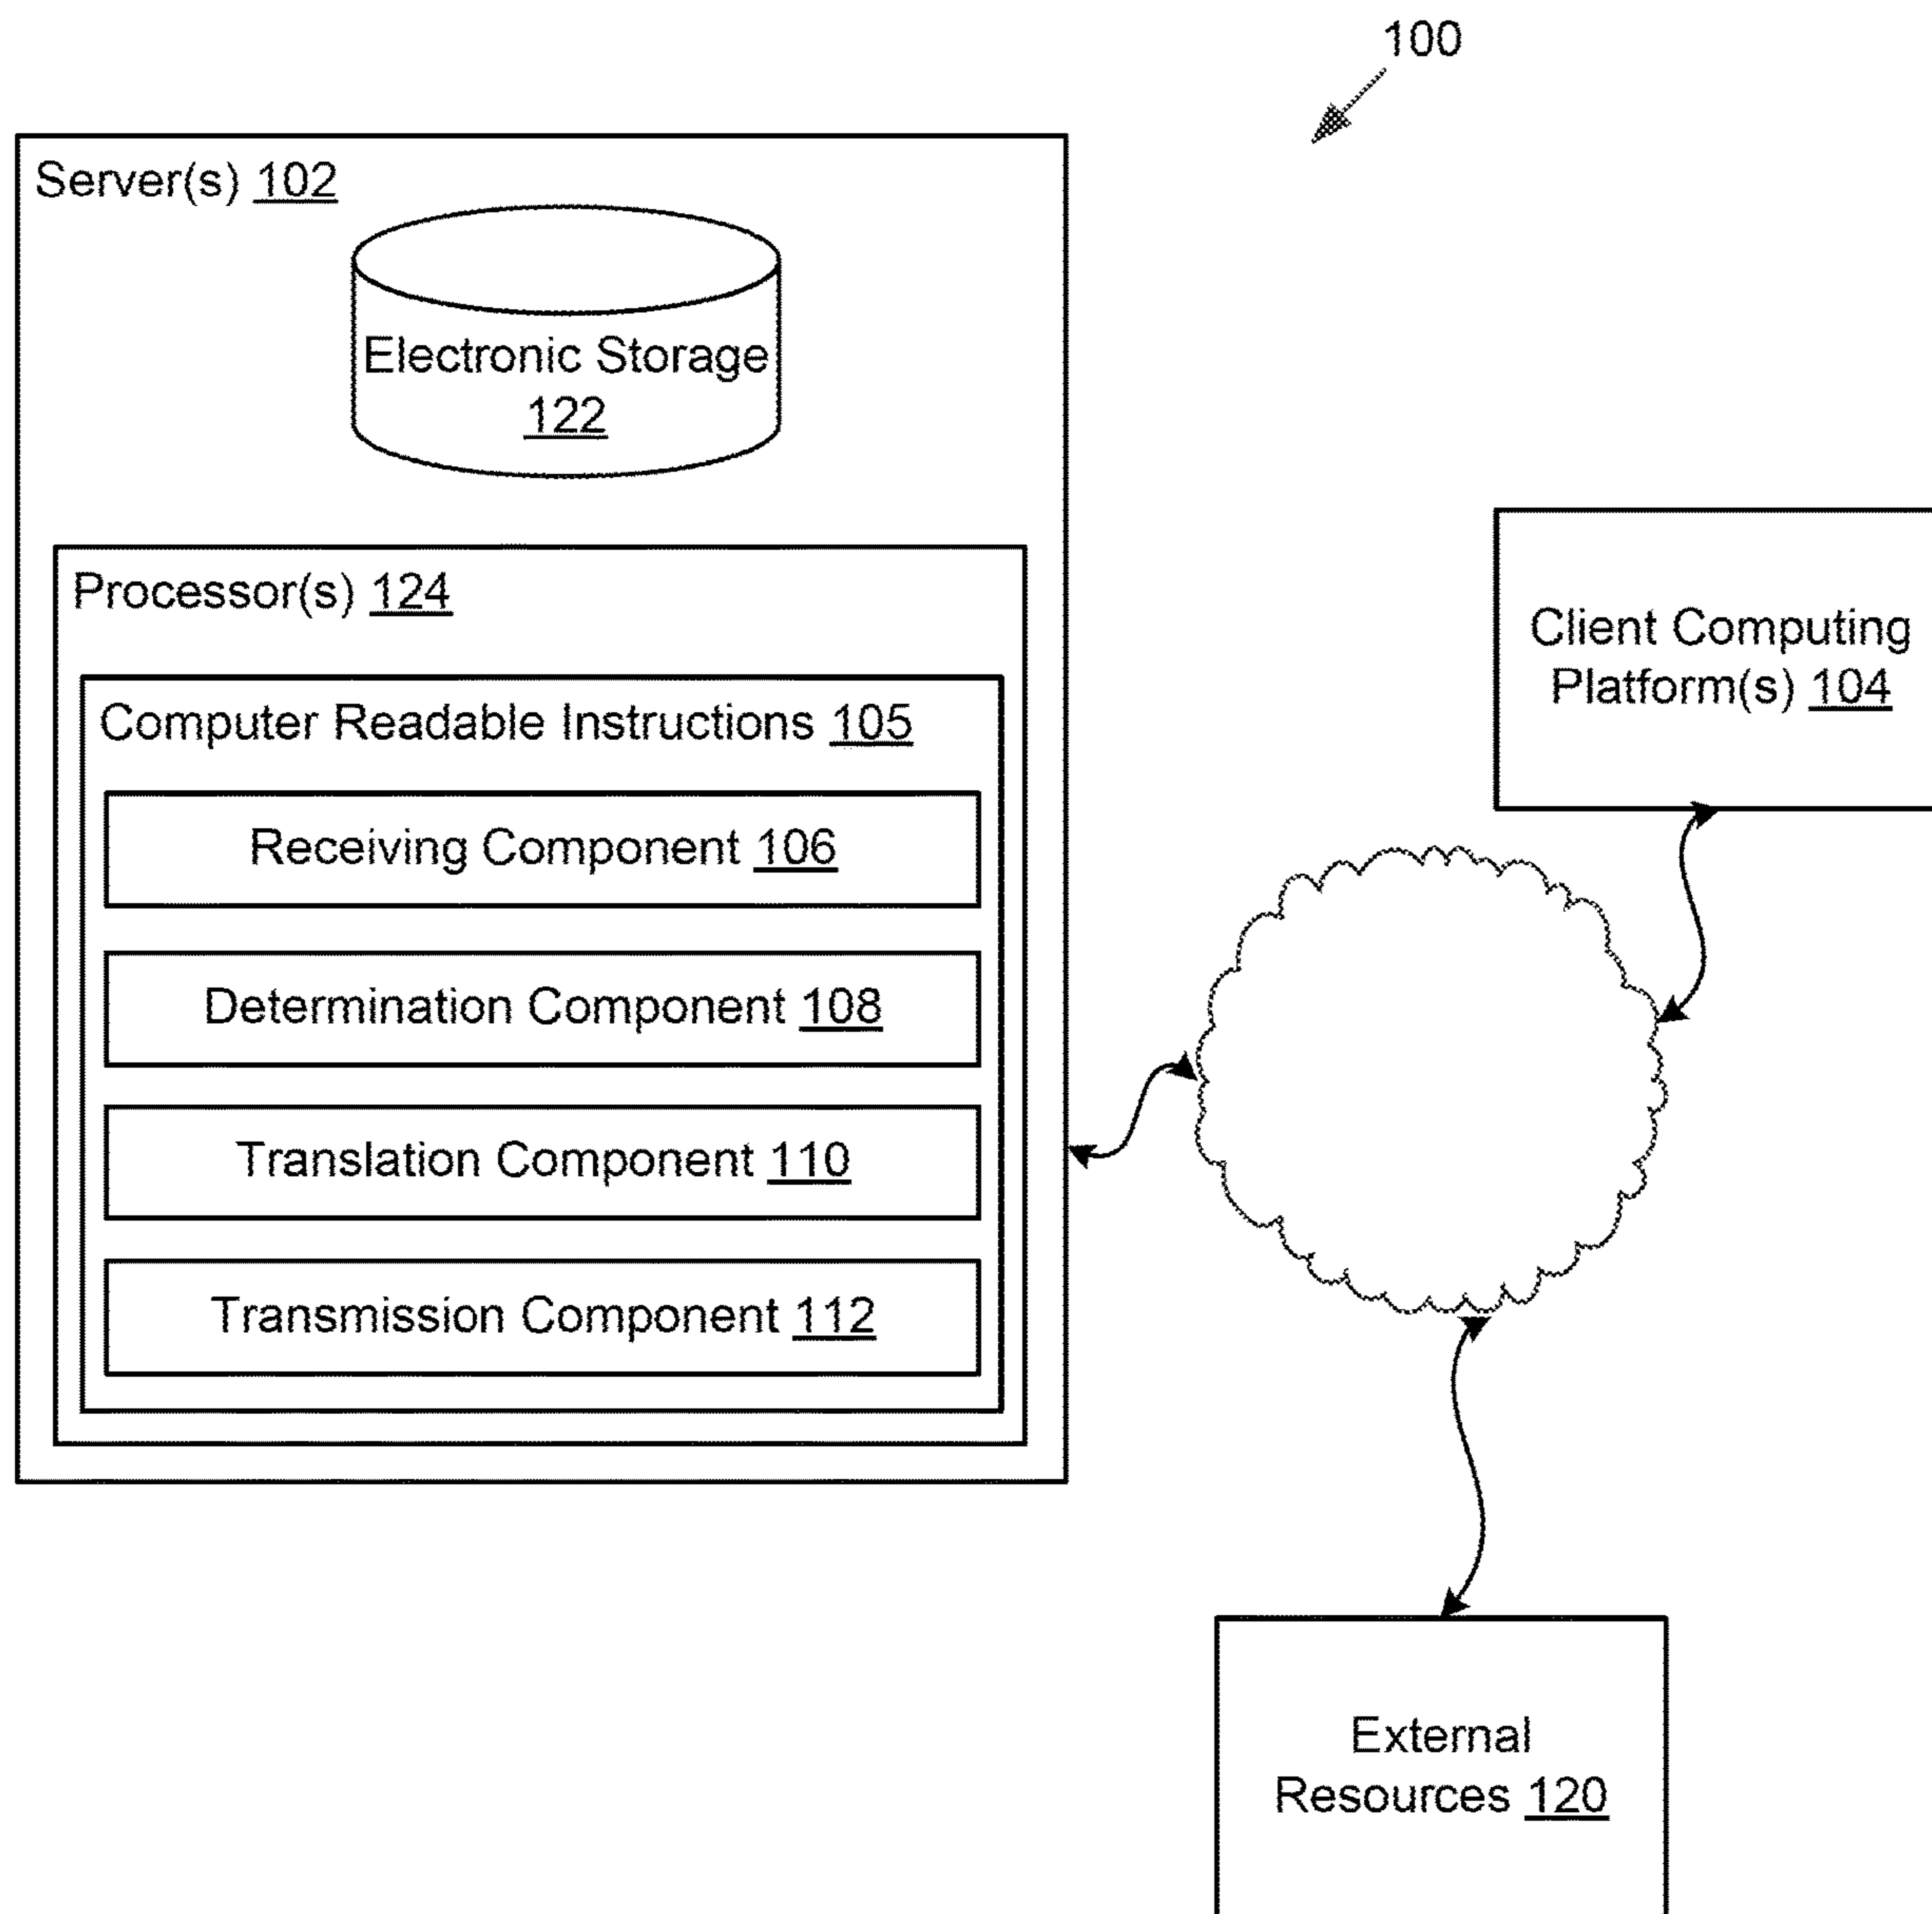 100
Server(s) 102
Electronic Storage
122
Processor(s) 124
Computer Readable Instructions 105
Receiving Component 106
Determination Component 108
Translation Component 110
Transmission Component 112
Client Computing
Platform(s) 104
External
Resources 120